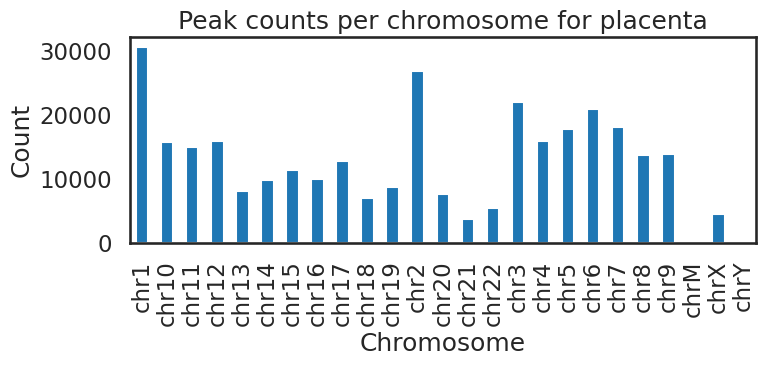 Peak counts per chromosome for placenta
Count
30000
20000
10000
0
chr1
chr10
chr11
chr12
chr13
chr14
chr15
chr16
chr17
chr18
chr19
chr2
chr20
chr21
chr22
chr3
chr4
chr5
chr6
chr7
chr8
chr9
chrM
chrX
chrY
Chromosome